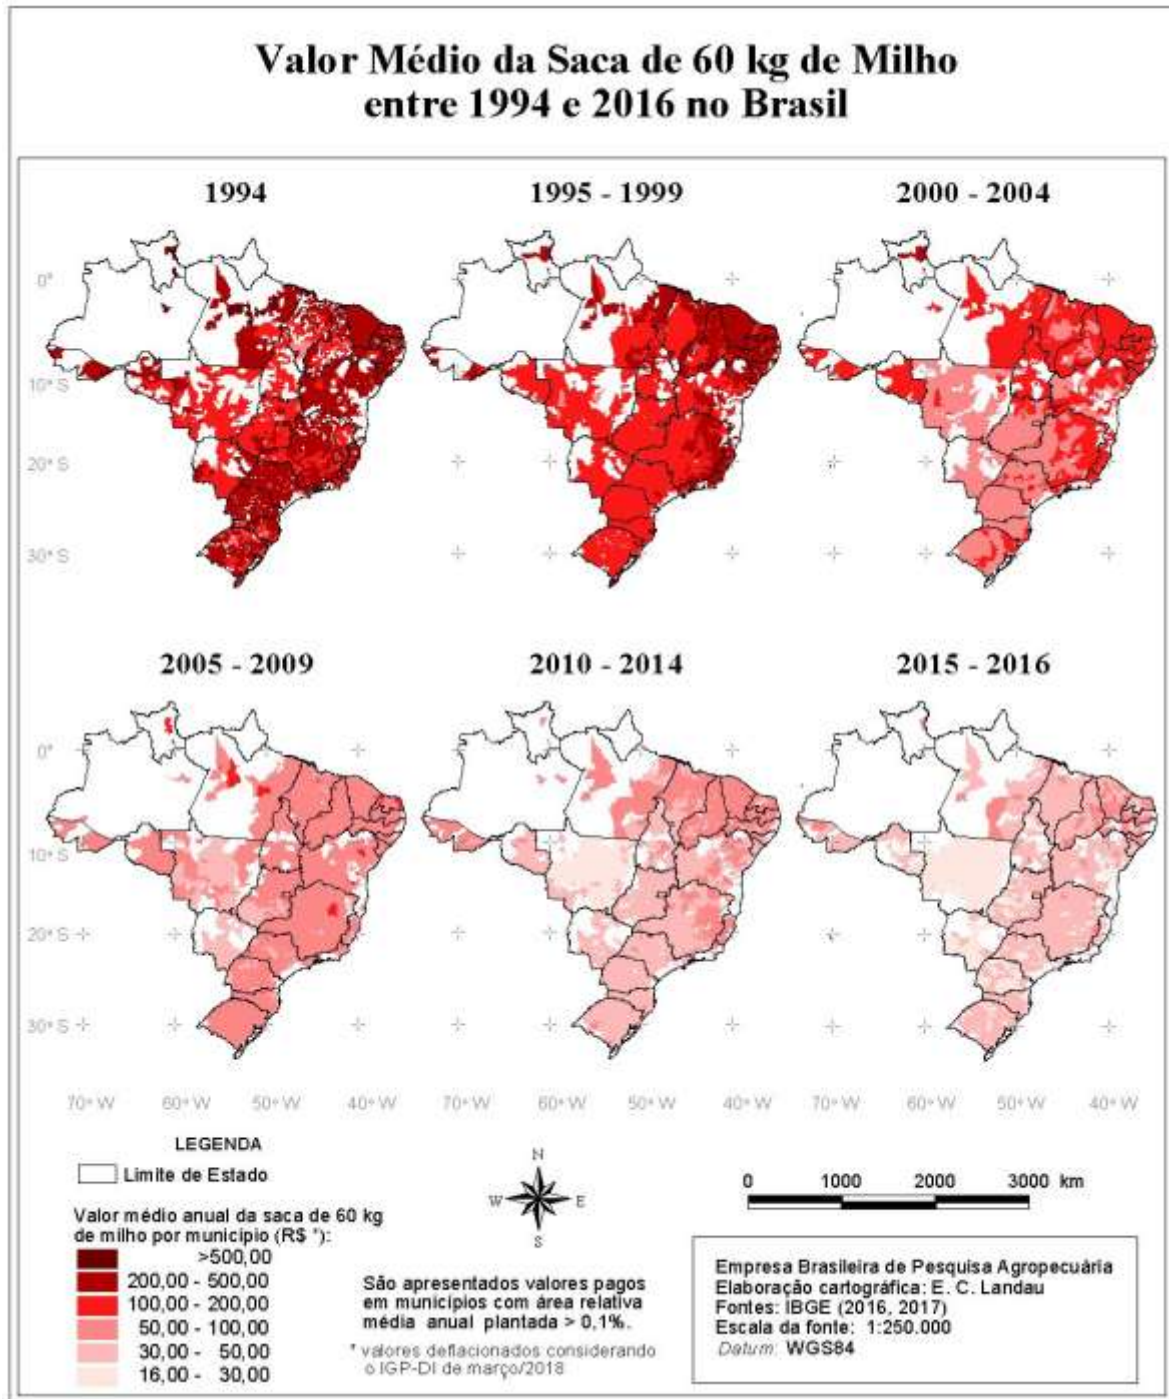 Valor Médio da Saca de 60 kg de Milho
entre 1994 e 2016 no Brasil
1994
1995 - 1999
2000 - 2004
0°
10° S
20° S
30° S
2005 - 2009
2010 - 2014
2015 - 2016
0°
10° S
20° S
30° S
70° W 60° W 50° W 40° W 60° W 50° W 40° W 70° W 60° W 50° W 40° W
LEGENDA
Limite de Estado
Valor médio anual da saca de 60 kg
de milho por município (R$ *):
>500,00
200,00 - 500,00
100,00 - 200,00
50,00 - 100,00
30,00 - 50,00
16,00 - 30,00
N
W E
S
São apresentados valores pagos
em municípios com área relativa
média anual plantada > 0,1%.
* valores deflacionados considerando
o IGP-DI de março/2018
0 1000 2000 3000 km
Empresa Brasileira de Pesquisa Agropecuária
Elaboração cartográfica: E. C. Landau
Fontes: IBGE (2016, 2017)
Escala da fonte: 1:250.000
Datum: WGS84